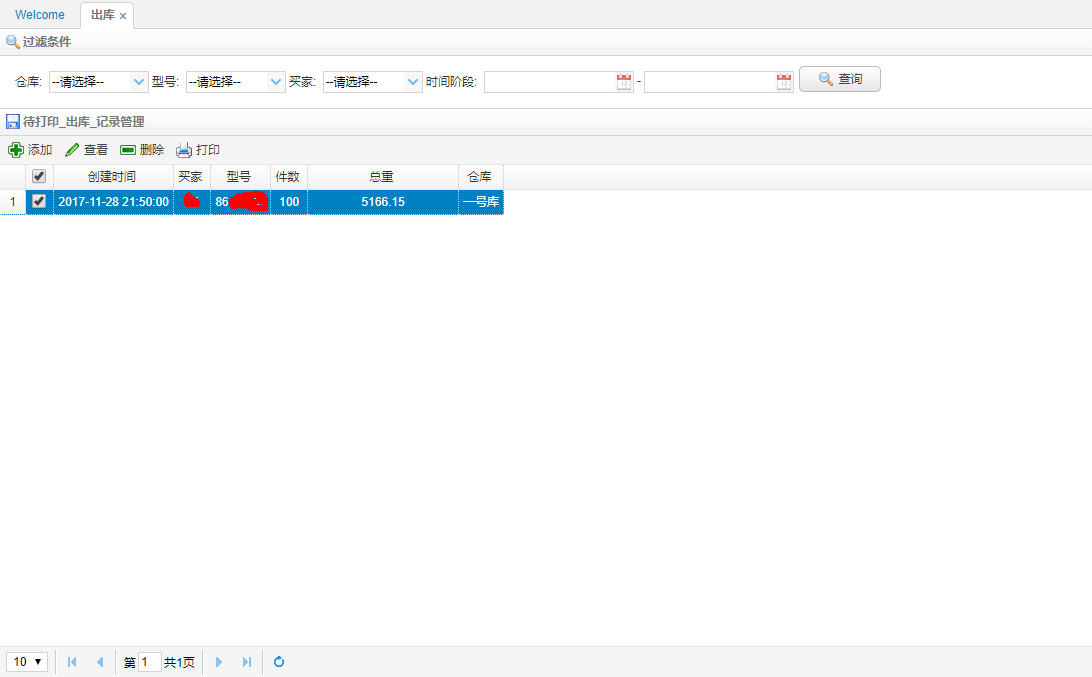 Welcome 出库 ×
过滤条件
仓库: --请选择-- 型号: --请选择-- 买家: --请选择-- 时间阶段: - 查询
待打印_出库_记录管理
添加 查看 删除 打印
创建时间 买家 型号 件数 总重 仓库
1 2017-11-28 21:50:00 86 100 5166.15 一号库
10 第 1 共1页